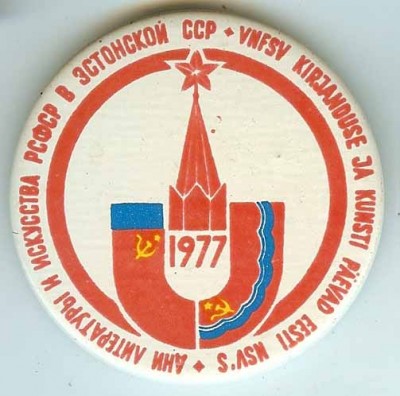 ДНИ ЛИТЕРАТУРЫ И ИСКУССТВА РСФСР В ЭСТОНСКОЙ ССР
VNFSV KIRJANDUSE JA KUNSTI PÄEVAD EESTI NSV'S
1977